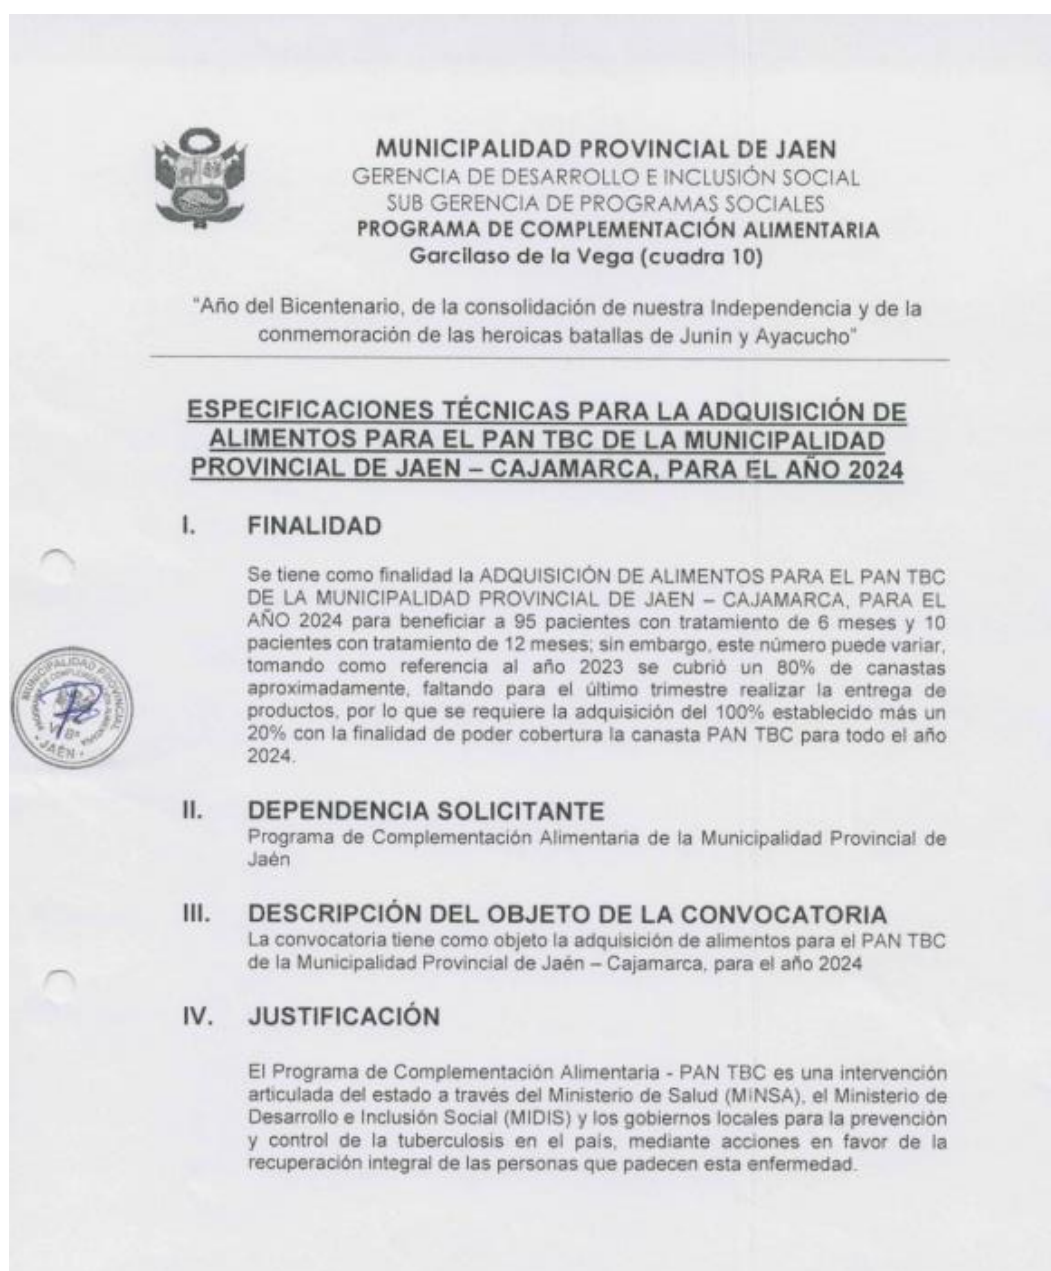 MUNICIPALIDAD PROVINCIAL DE JAEN
GERENCIA DE DESARROLLO E INCLUSIÓN SOCIAL
SUB GERENCIA DE PROGRAMAS SOCIALES
PROGRAMA DE COMPLEMENTACIÓN ALIMENTARIA
Garcilaso de la Vega (cuadra 10)
"Año del Bicentenario, de la consolidación de nuestra Independencia y de la
conmemoración de las heroicas batallas de Junín y Ayacucho"
ESPECIFICACIONES TÉCNICAS PARA LA ADQUISICIÓN DE
ALIMENTOS PARA EL PAN TBC DE LA MUNICIPALIDAD
PROVINCIAL DE JAEN – CAJAMARCA, PARA EL AÑO 2024
I. FINALIDAD
Se tiene como finalidad la ADQUISICIÓN DE ALIMENTOS PARA EL PAN TBC
DE LA MUNICIPALIDAD PROVINCIAL DE JAEN – CAJAMARCA, PARA EL
AÑO 2024 para beneficiar a 95 pacientes con tratamiento de 6 meses y 10
pacientes con tratamiento de 12 meses; sin embargo, este número puede variar,
tomando como referencia al año 2023 se cubrió un 80% de canastas
aproximadamente, faltando para el último trimestre realizar la entrega de
productos, por lo que se requiere la adquisición del 100% establecido más un
20% con la finalidad de poder cobertura la canasta PAN TBC para todo el año
2024.
MUNICIPALIDAD PROVINCIAL
V°B°
JAÉN
II. DEPENDENCIA SOLICITANTE
Programa de Complementación Alimentaria de la Municipalidad Provincial de
Jaén
III. DESCRIPCIÓN DEL OBJETO DE LA CONVOCATORIA
La convocatoria tiene como objeto la adquisición de alimentos para el PAN TBC
de la Municipalidad Provincial de Jaén – Cajamarca, para el año 2024
IV. JUSTIFICACIÓN
El Programa de Complementación Alimentaria - PAN TBC es una intervención
articulada del estado a través del Ministerio de Salud (MINSA), el Ministerio de
Desarrollo e Inclusión Social (MIDIS) y los gobiernos locales para la prevención
y control de la tuberculosis en el país, mediante acciones en favor de la
recuperación integral de las personas que padecen esta enfermedad.